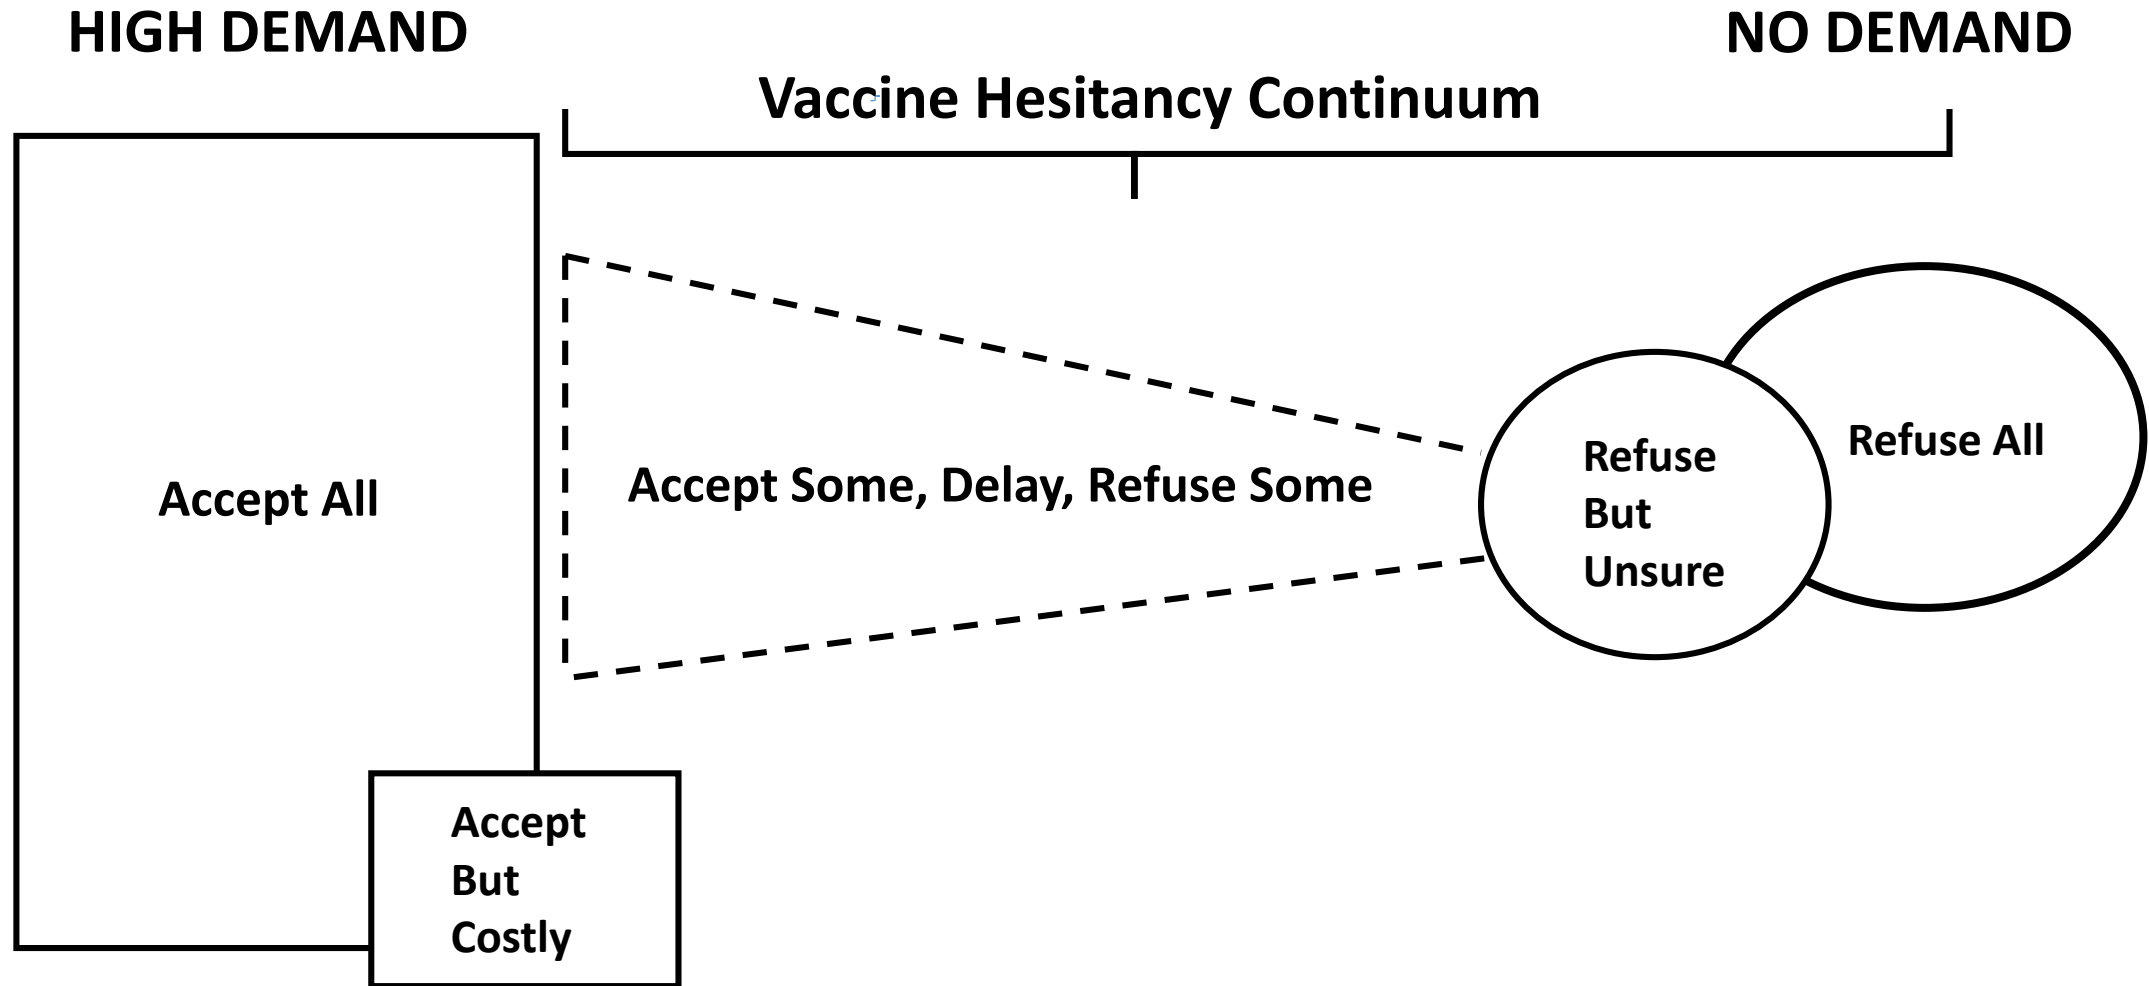 HIGH DEMAND
NO DEMAND
Vaccine Hesitancy Continuum
Accept All
Accept Some, Delay, Refuse Some
Refuse
But
Unsure
Refuse All
Accept
But
Costly